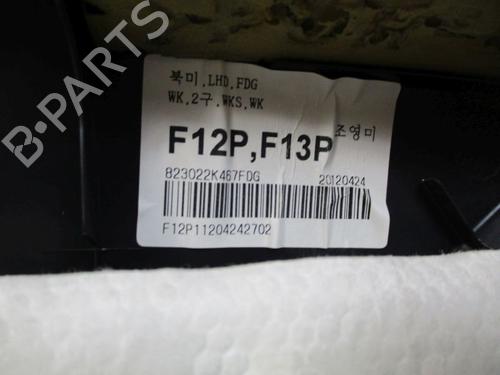 북미.LHD.FDG
WK.2구.WKS.WK
F12P,F13P 조영미
823022K467FDG 20120424
F12P11204242702
B-PARTS